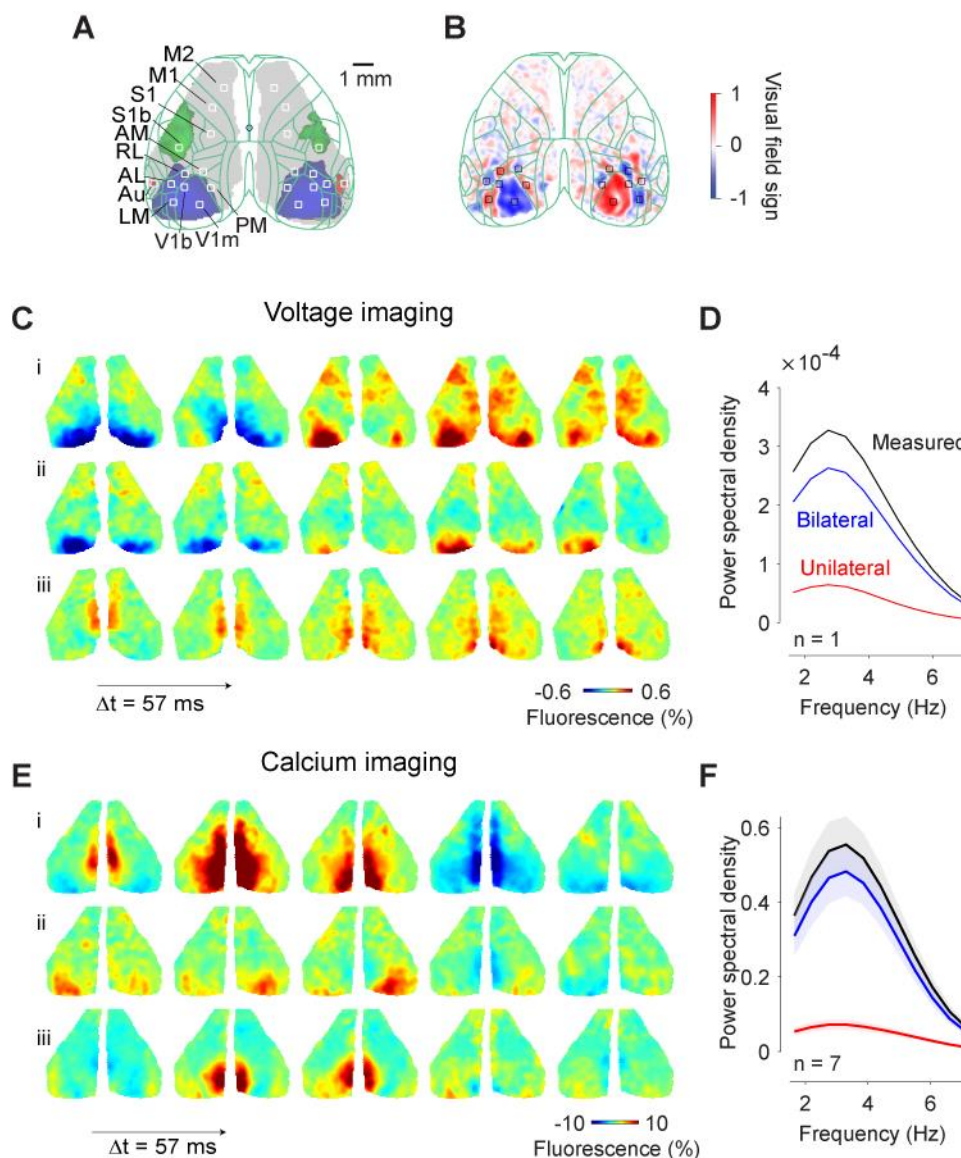 A
M2
M1
S1
S1b
AM
RL
AL
Au
LM
V1b
V1m
PM
1 mm
B
1
0
-1
Visual field sign
C
Voltage imaging
i
ii
iii
Δt = 57 ms
-0.6
0.6
Fluorescence (%)
D
×10⁻⁴
4
3
2
1
0
Power spectral density
Measured
Bilateral
Unilateral
n = 1
2
4
6
Frequency (Hz)
E
Calcium imaging
i
ii
iii
Δt = 57 ms
-10
10
Fluorescence (%)
F
0.6
0.4
0.2
0
Power spectral density
n = 7
2
4
6
Frequency (Hz)